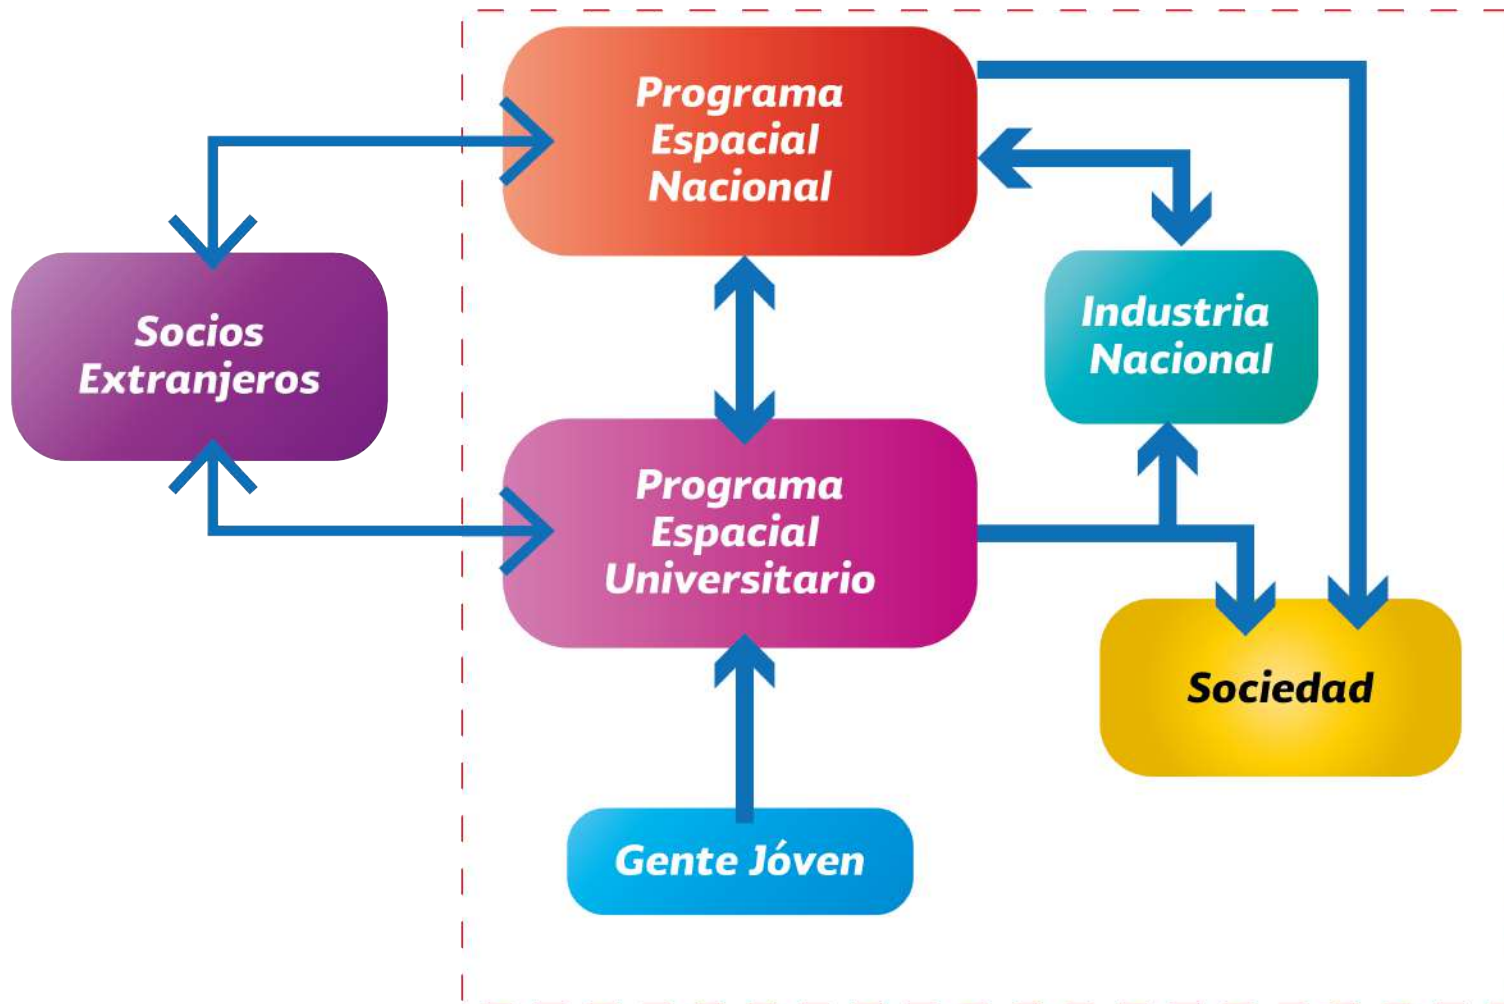 Programa
Espacial
Nacional
Socios
Extranjeros
Industria
Nacional
Programa
Espacial
Universitario
Sociedad
Gente Jóven